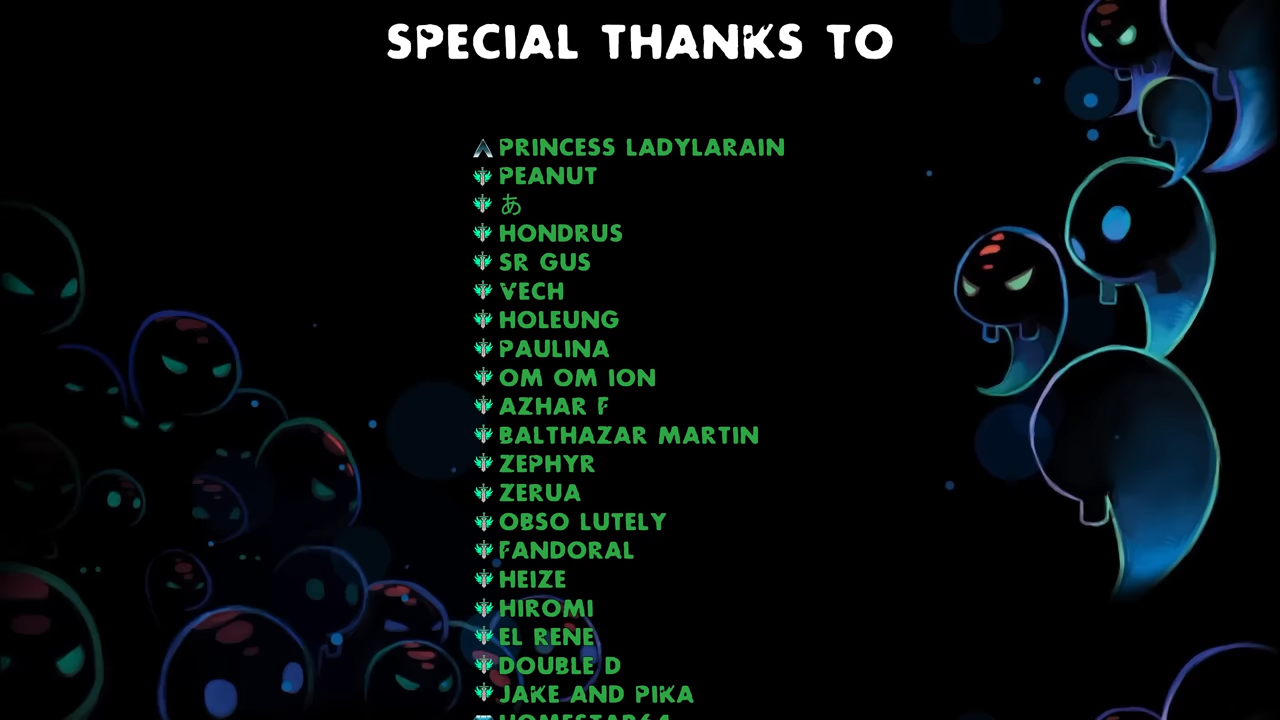 SPECIAL THANKS TO
PRINCESS LADYLARAIN
PEANUT
あ
HONDRUS
SR GUS
VECH
HOLEUNG
PAULINA
OM OM ION
AZHAR F
BALTHAZAR MARTIN
ZEPHYR
ZERUA
OBSO LUTELY
FANDORAL
HEIZE
HIROMI
EL RENE
DOUBLE D
JAKE AND PIKA